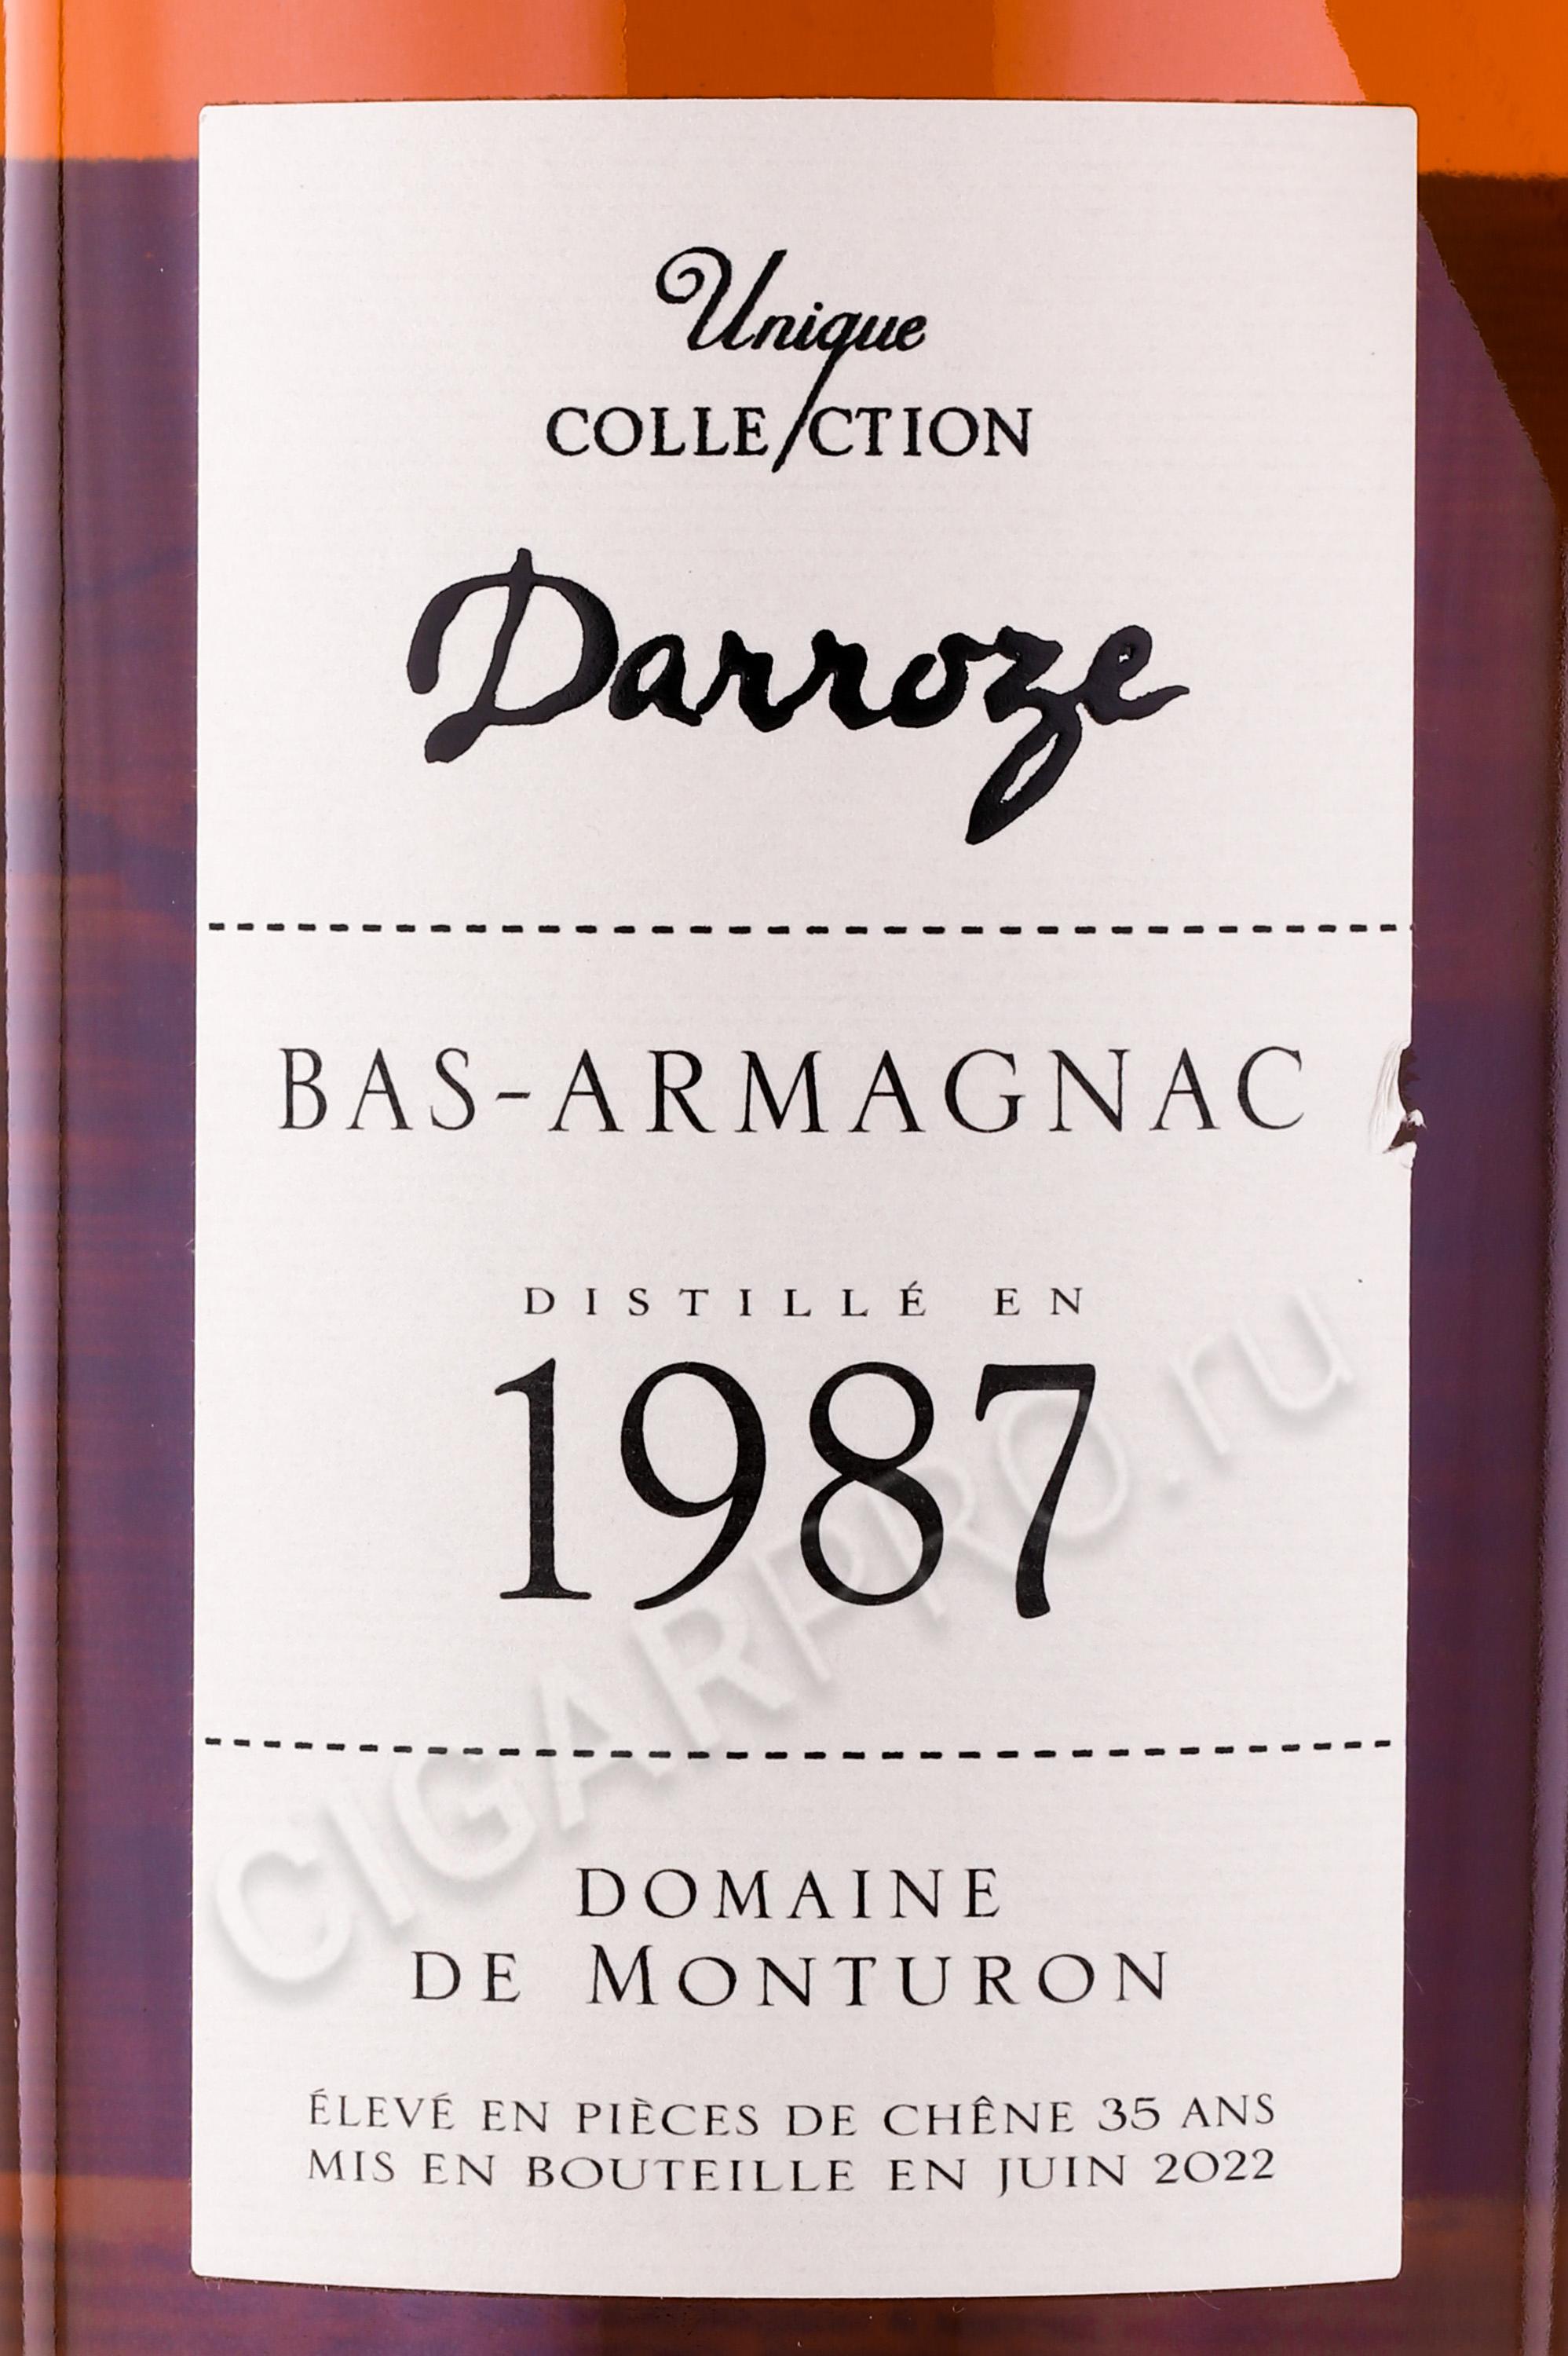 Unique
COLLECTION
Darroze
BAS-ARMAGNAC
DISTILLÉ EN
1987
CIGARPRO.ru
DOMAINE
DE MONTURON
ÉLEVÉ EN PIÈCES DE CHÊNE 35 ANS
MIS EN BOUTEILLE EN JUIN 2022